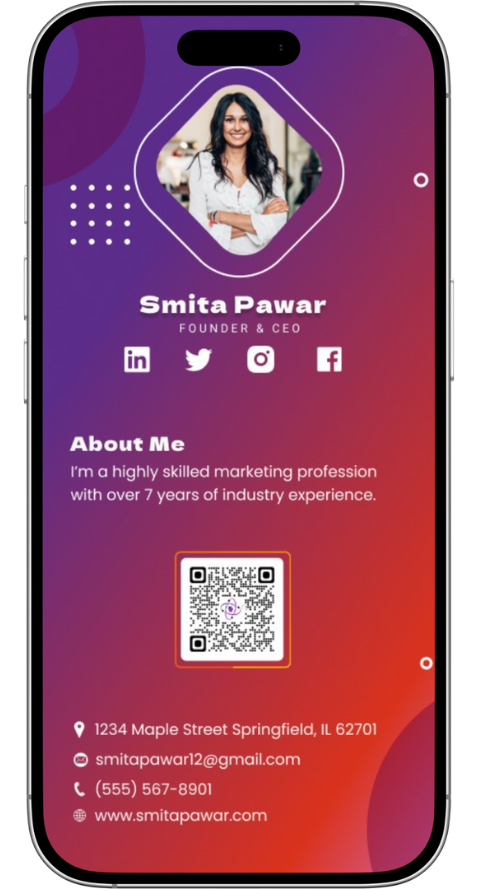 Smita Pawar
FOUNDER & CEO
in
About Me
I'm a highly skilled marketing profession
with over 7 years of industry experience.
1234 Maple Street Springfield, IL 62701
smitapawar12@gmail.com
(555) 567-8901
www.smitapawar.com